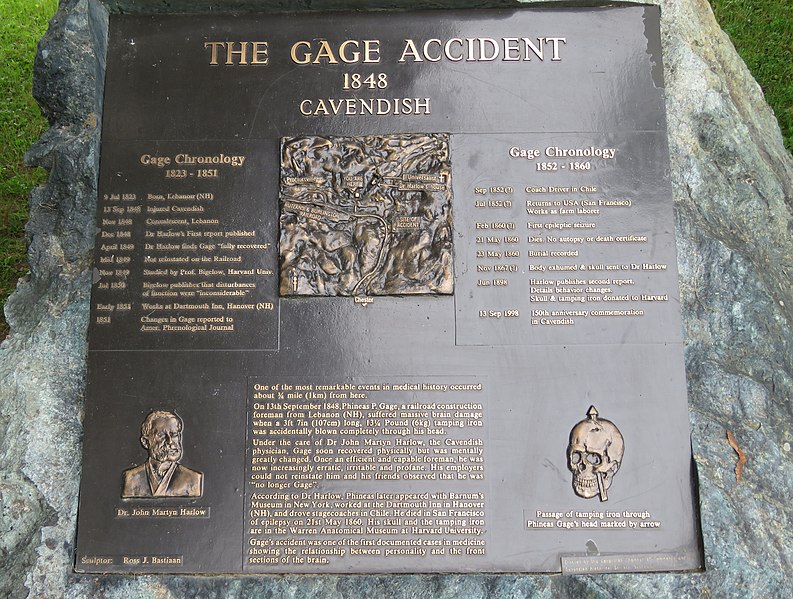 THE GAGE ACCIDENT
1848
CAVENDISH
Gage Chronology
1823 - 1851
9 Jul 1823 Born, Lebanon (NH)
13 Sep 1848 Injured Cavendish
Nov 1848 Convalescent, Lebanon
Dec 1848 Dr Harlow's First report published
April 1849 Dr Harlow finds Gage "fully recovered"
Mid 1849 Not reinstated on the Railroad
Nov 1849 Studied by Prof. Bigelow, Harvard Univ.
Jul 1850 Bigelow publishes that disturbances
of function were "inconsiderable"
Early 1851 Works at Dartmouth Inn, Hanover (NH)
1851 Changes in Gage reported to
Amer. Phrenological Journal
Proctorsville
YOU ARE
HERE
Universalist
Dr. Harlow's House
BURLINGTON
SITE OF
ACCIDENT
Chester
Gage Chronology
1852 - 1860
Sep 1852(?) Coach Driver in Chile
Jul 1852(?) Returns to USA (San Francisco)
Works as farm laborer
Feb 1860(?) First epileptic seizure
21 May 1860 Dies. No autopsy or death certificate
23 May 1860 Burial recorded
Nov 1867(?) Body exhumed & skull sent to Dr Harlow
Jun 1898 Harlow publishes second report.
Details behavior changes.
Skull & tamping iron donated to Harvard
13 Sep 1998 150th anniversary commemoration
in Cavendish
One of the most remarkable events in medical history occurred
about ¾ mile (1km) from here.
On 13th September 1848, Phineas P. Gage, a railroad construction
foreman from Lebanon (NH), suffered massive brain damage
when a 3ft 7in (107cm) long, 13¼ Pound (6kg) tamping iron
was accidentally blown completely through his head.
Under the care of Dr John Martyn Harlow, the Cavendish
physician, Gage soon recovered physically but was mentally
greatly changed. Once an efficient and capable foreman, he was
now increasingly erratic, irritable and profane. His employers
could not reinstate him and his friends observed that he was
"no longer Gage".
According to Dr Harlow, Phineas later appeared with Barnum's
Museum in New York, worked at the Dartmouth Inn in Hanover
(NH), and drove stagecoaches in Chile. He died in San Francisco
of epilepsy on 21st May 1860. His skull and the tamping iron
are in the Warren Anatomical Museum at Harvard University.
Gage's accident was one of the first documented cases in medicine
showing the relationship between personality and the front
sections of the brain.
Dr. John Martyn Harlow
Passage of tamping iron through
Phineas Gage's head marked by arrow
Sculptor: Ross J. Bastiaan